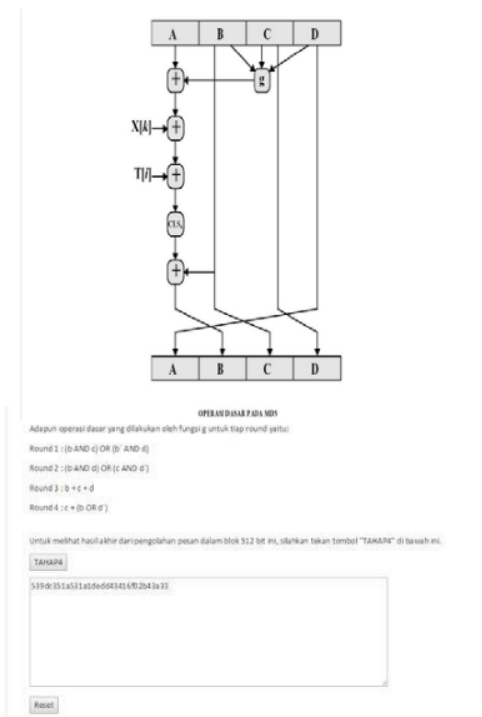 A B C D
+ g
X[k] +
T[i] +
CLSs
+
A B C D
OPERASI DASAR PADA MD5
Adapun operasi dasar yang dilakukan oleh fungsi g untuk tiap round yaitu:
Round 1 : (b AND c) OR (b` AND d)
Round 2 : (b AND d) OR (c AND d`)
Round 3 : b + c + d
Round 4 : c + (b OR d`)
Untuk melihat hasil akhir dari pengolahan pesan dalam blok 512 bit ini, silahkan tekan tombol "TAHAP4" di bawah ini.
TAHAP4
Reset